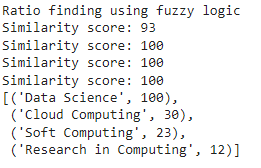 Ratio finding using fuzzy logic
Similarity score: 93
Similarity score: 100
Similarity score: 100
Similarity score: 100
[('Data Science', 100),
 ('Cloud Computing', 30),
 ('Soft Computing', 23),
 ('Research in Computing', 12)]